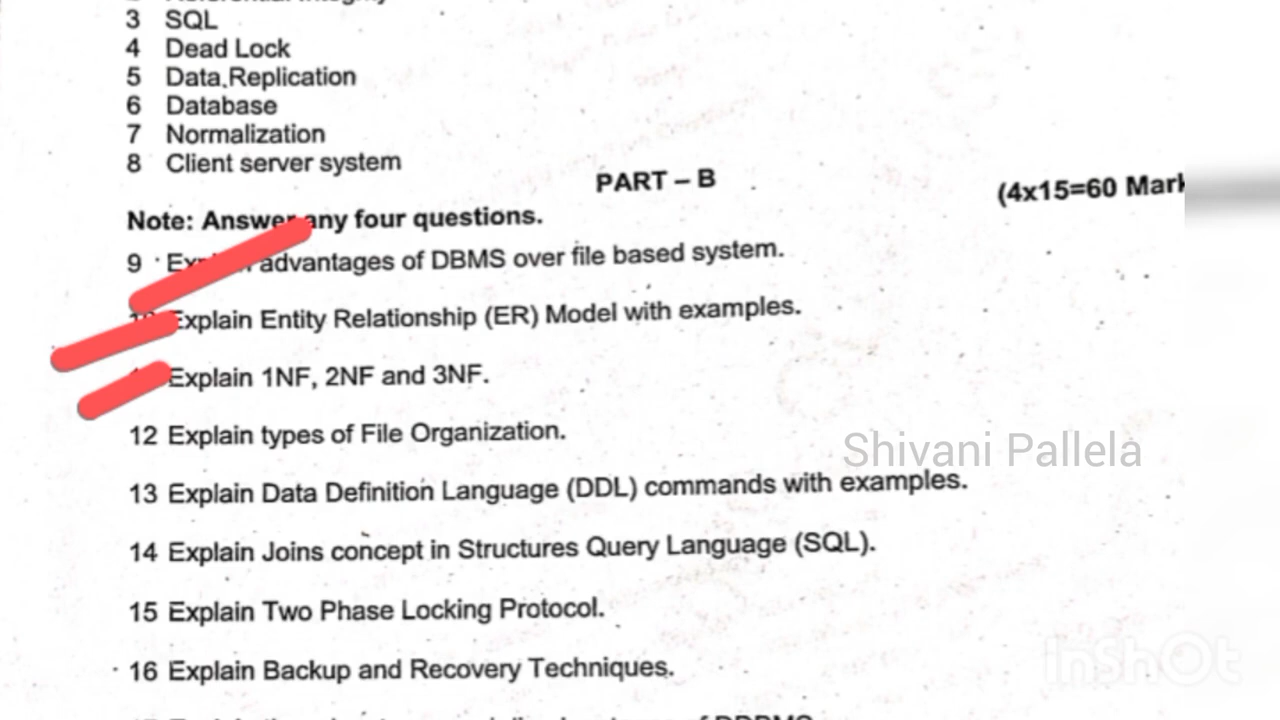 3 SQL
4 Dead Lock
5 Data Replication
6 Database
7 Normalization
8 Client server system
PART – B
(4x15=60 Mark
Note: Answer any four questions.
9 advantages of DBMS over file based system.
Explain Entity Relationship (ER) Model with examples.
Explain 1NF, 2NF and 3NF.
12 Explain types of File Organization.
Shivani Pallela
13 Explain Data Definition Language (DDL) commands with examples.
14 Explain Joins concept in Structures Query Language (SQL).
15 Explain Two Phase Locking Protocol.
16 Explain Backup and Recovery Techniques.
InShOt